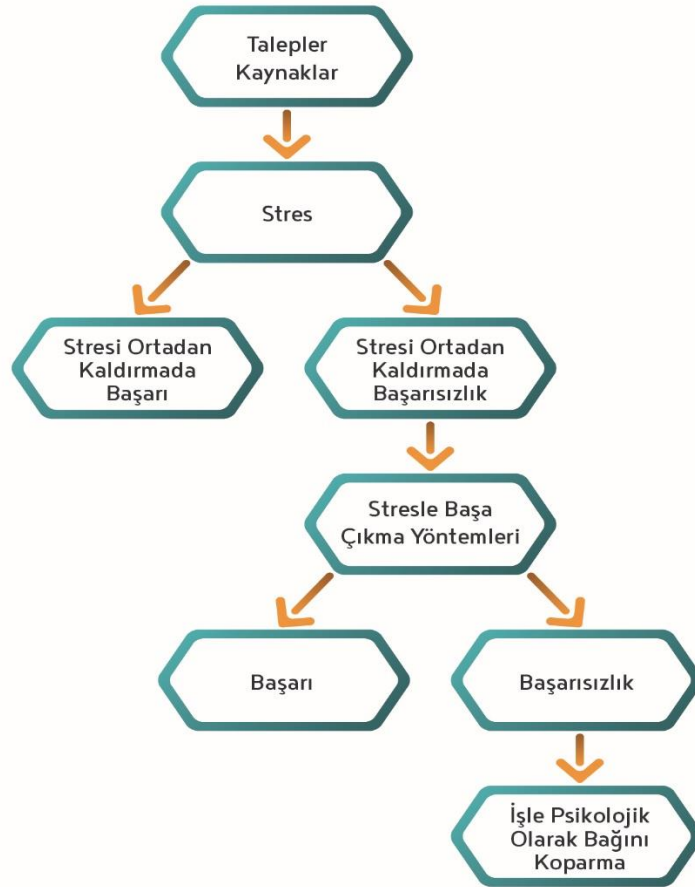 Talepler
Kaynaklar
Stres
Stresi Ortadan
Kaldırmada
Başarı
Stresi Ortadan
Kaldırmada
Başarısızlık
Stresle Başa
Çıkma Yöntemleri
Başarı
Başarısızlık
İşle Psikolojik
Olarak Bağını
Koparma